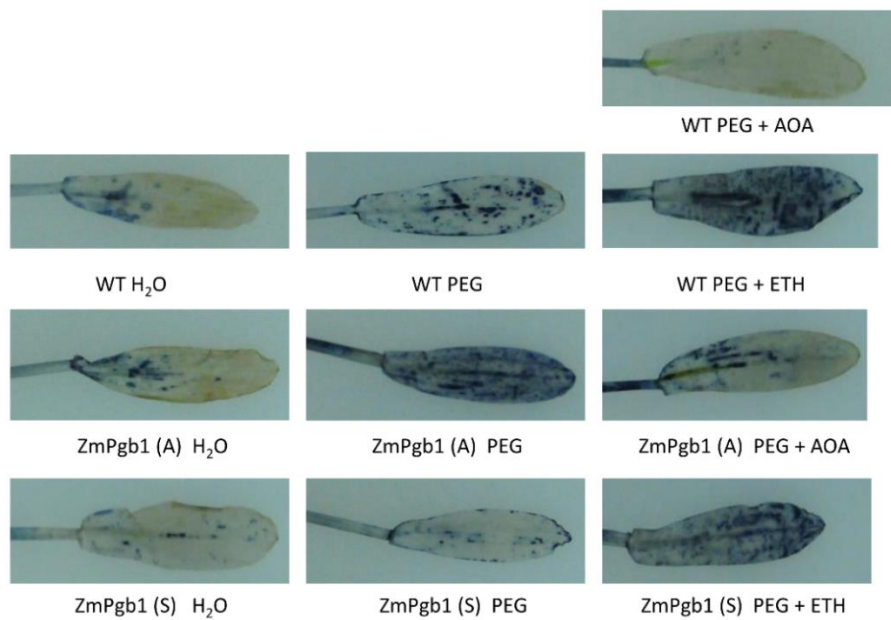 WT PEG + AOA
WT H₂O
WT PEG
WT PEG + ETH
ZmPgb1 (A) H₂O
ZmPgb1 (A) PEG
ZmPgb1 (A) PEG + AOA
ZmPgb1 (S) H₂O
ZmPgb1 (S) PEG
ZmPgb1 (S) PEG + ETH